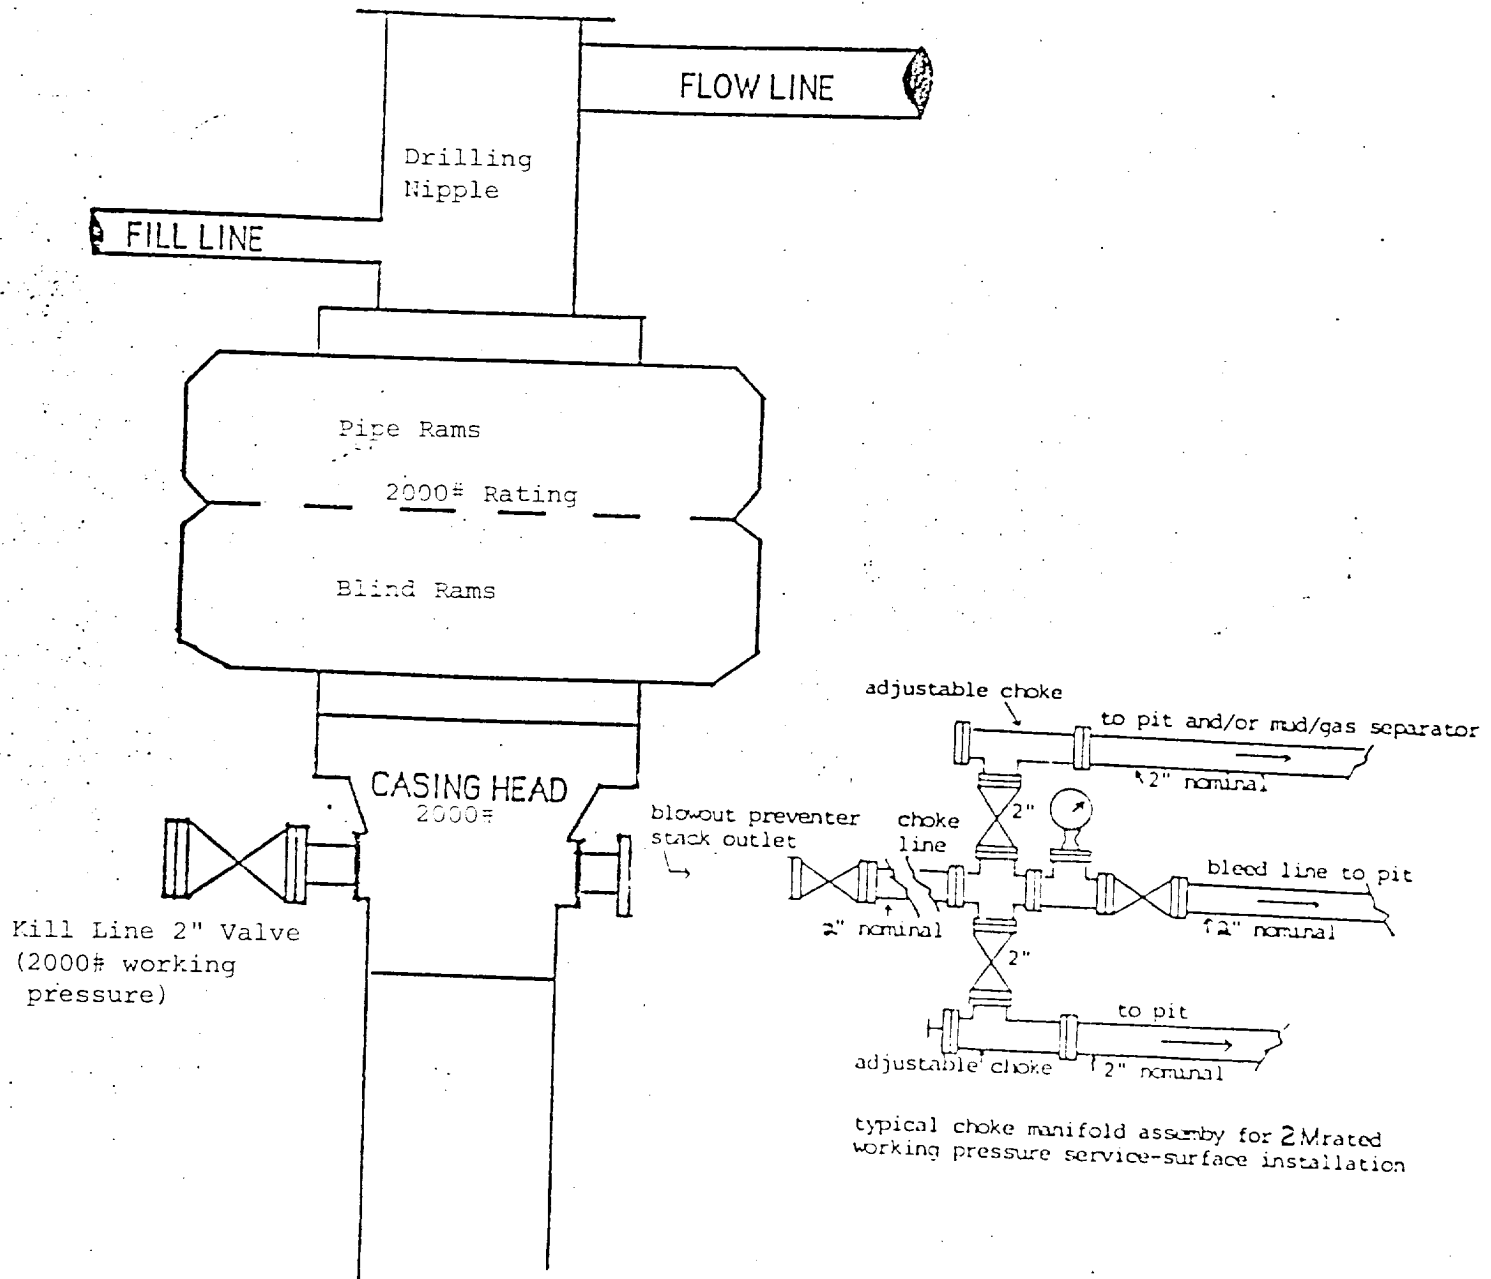 FLOW LINE
Drilling
Nipple
FILL LINE
Pipe Rams
2000# Rating
Blind Rams
CASING HEAD
2000#
Kill Line 2" Valve
(2000# working
pressure)
blowout preventer
stack outlet
adjustable choke
to pit and/or mud/gas separator
2" nominal
2"
choke
line
bleed line to pit
2" nominal
2" nominal
2"
to pit
adjustable choke
2" nominal
typical choke manifold assemby for 2M rated
working pressure service-surface installation